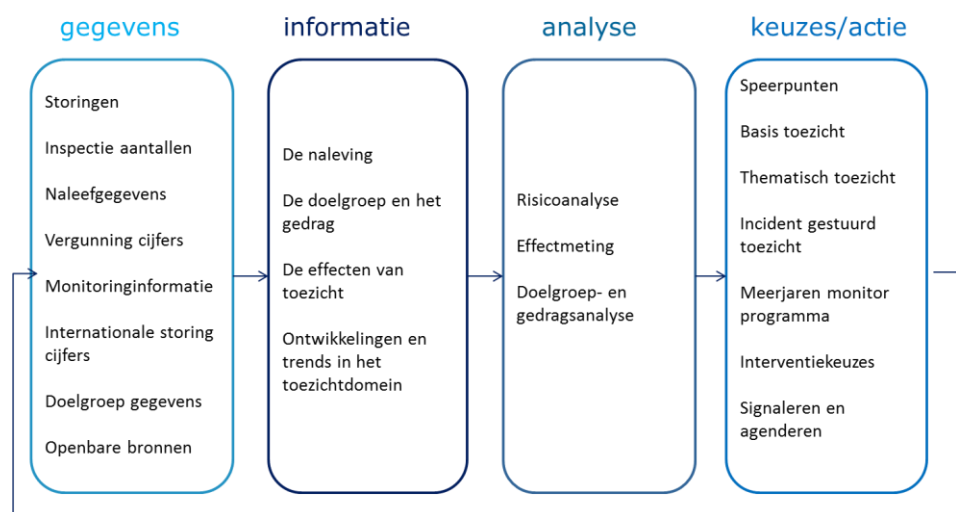 gegevens
Storingen
Inspectie aantallen
Naleefgegevens
Vergunning cijfers
Monitoringinformatie
Internationale storing
cijfers
Doelgroep gegevens
Openbare bronnen
informatie
De naleving
De doelgroep en het
gedrag
De effecten van
toezicht
Ontwikkelingen en
trends in het
toezichtdomein
analyse
Risicoanalyse
Effectmeting
Doelgroep- en
gedragsanalyse
keuzes/actie
Speerpunten
Basis toezicht
Thematisch toezicht
Incident gestuurd
toezicht
Meerjaren monitor
programma
Interventiekeuzes
Signaleren en
agenderen